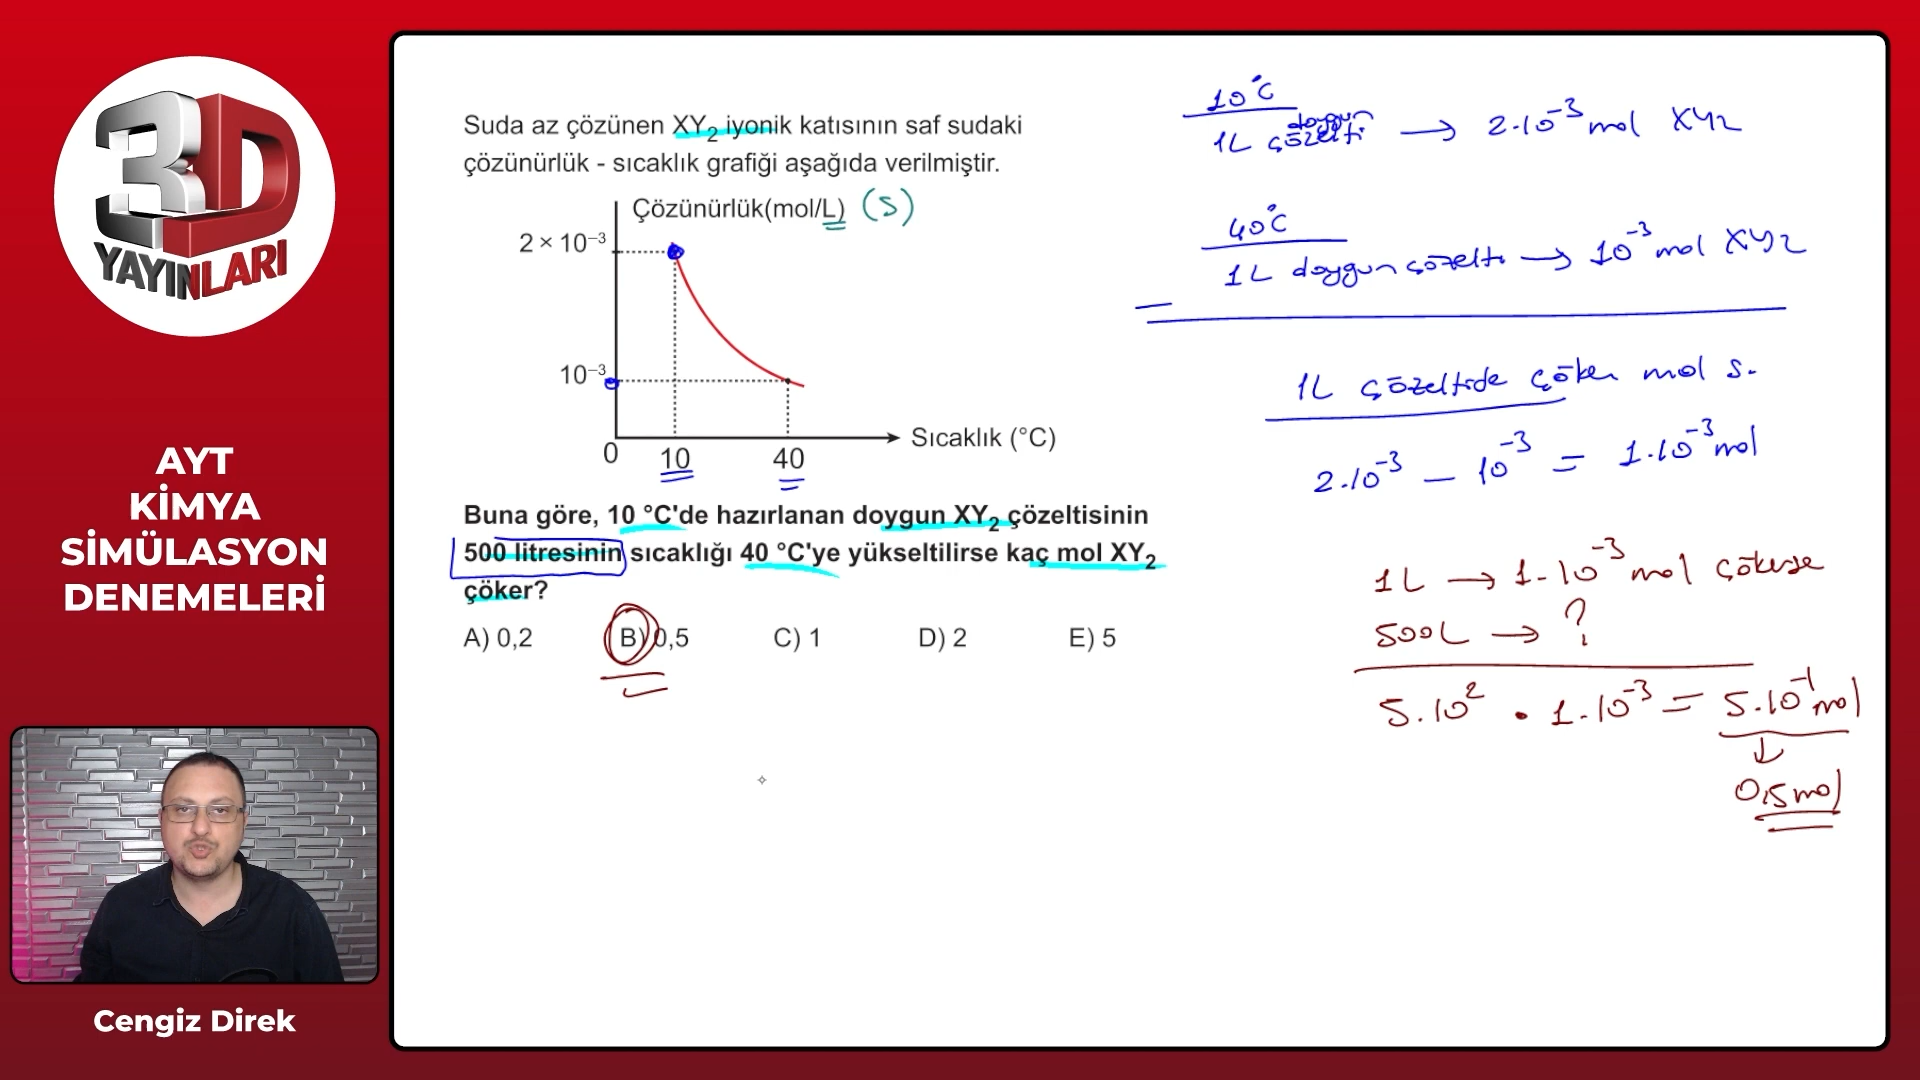 3D
YAYINLARI
AYT
KİMYA
SİMÜLASYON
DENEMELERİ
Cengiz Direk
Suda az çözünen XY₂ iyonik katısının saf sudaki
çözünürlük - sıcaklık grafiği aşağıda verilmiştir.
Çözünürlük(mol/L) (s)
2 × 10⁻³
10⁻³
Sıcaklık (°C)
0 10 40
Buna göre, 10 °C'de hazırlanan doygun XY₂ çözeltisinin
500 litresinin sıcaklığı 40 °C'ye yükseltilirse kaç mol XY₂
çöker?
A) 0,2 B) 0,5 C) 1 D) 2 E) 5
10°C
1L doygun çözelti → 2.10⁻³ mol XY₂
40°C
1L doygun çözelti → 10⁻³ mol XY₂
1L çözeltide çöken mol s.
2.10⁻³ – 10⁻³ = 1.10⁻³ mol
1L → 1.10⁻³ mol çökerse
500L → ?
5.10² . 1.10⁻³ = 5.10⁻¹ mol
↓
0,5 mol